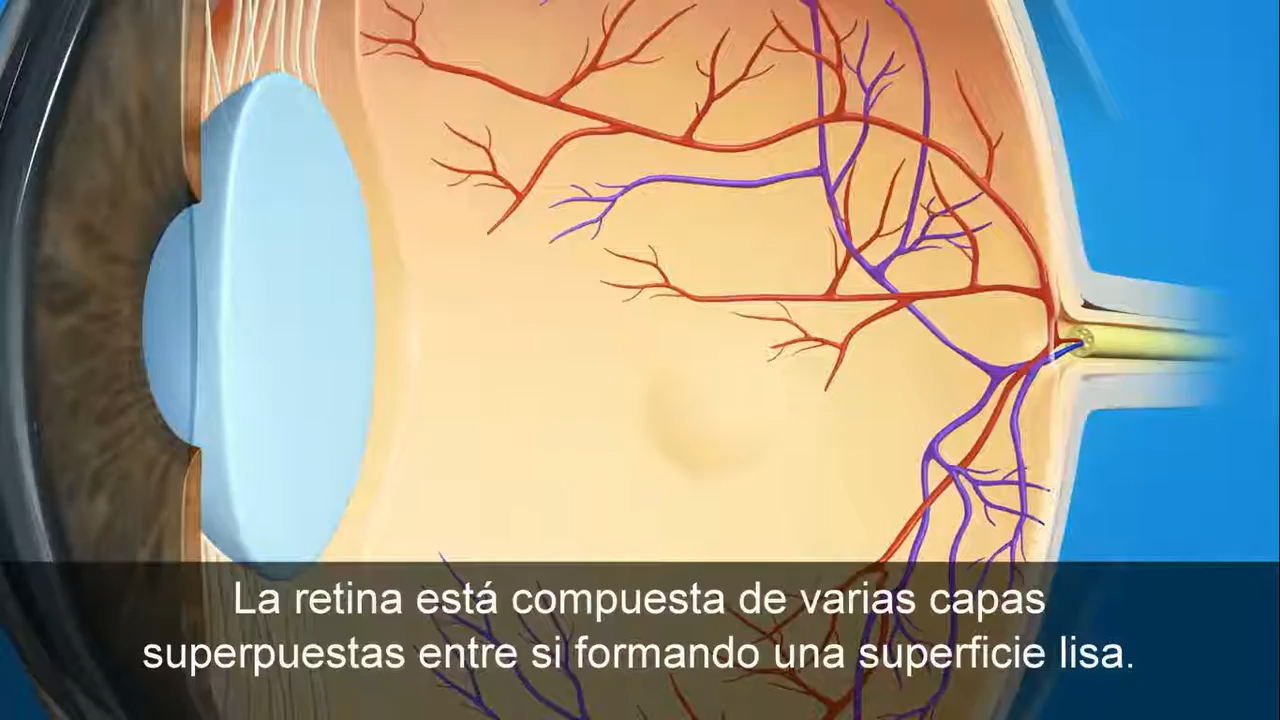 La retina está compuesta de varias capas
superpuestas entre si formando una superficie lisa.